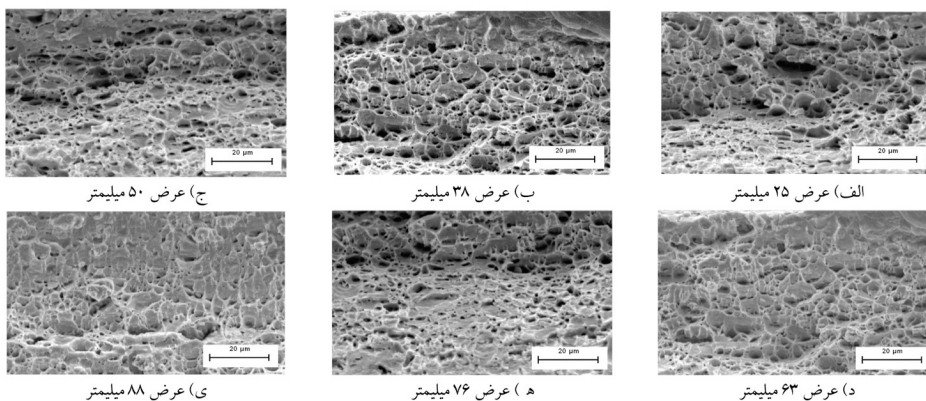 20 µm
20 µm
20 µm
الف) عرض ۲۵ میلیمتر
ب) عرض ۳۸ میلیمتر
ج) عرض ۵۰ میلیمتر
20 µm
20 µm
20 µm
د) عرض ۶۳ میلیمتر
ه) عرض ۷۶ میلیمتر
ی) عرض ۸۸ میلیمتر